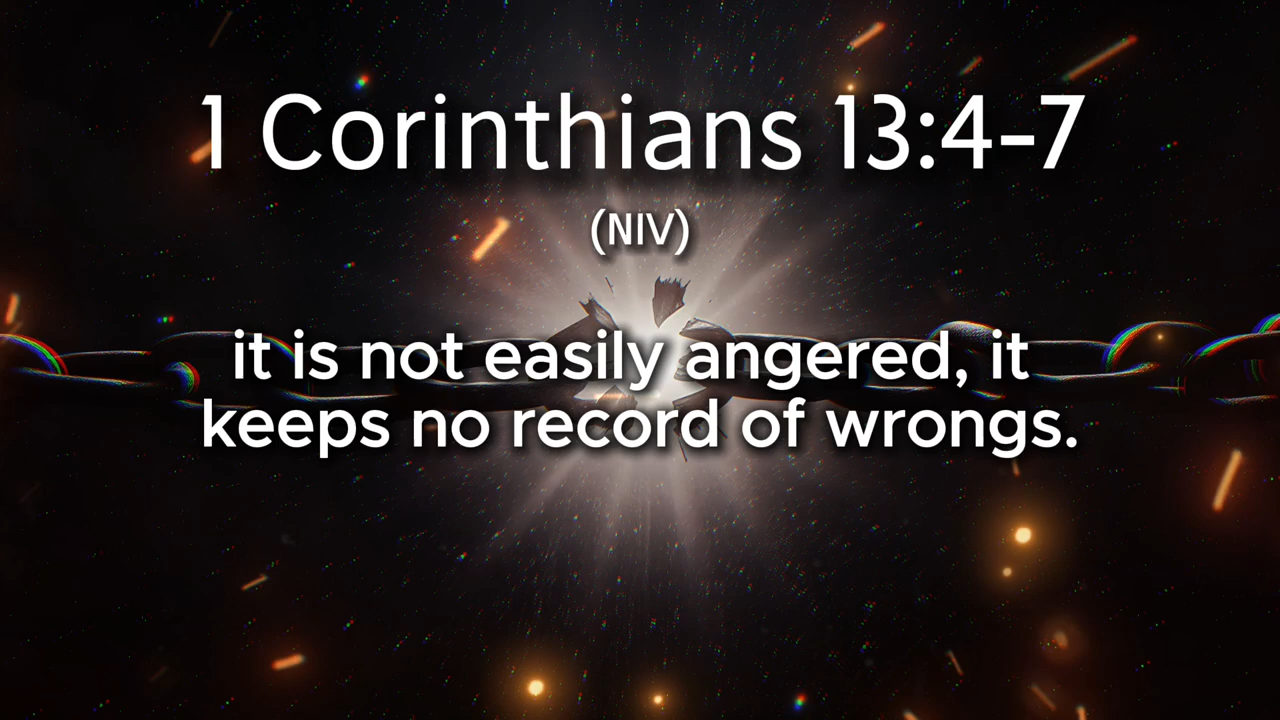 1 Corinthians 13:4-7
(NIV)
it is not easily angered, it
keeps no record of wrongs.